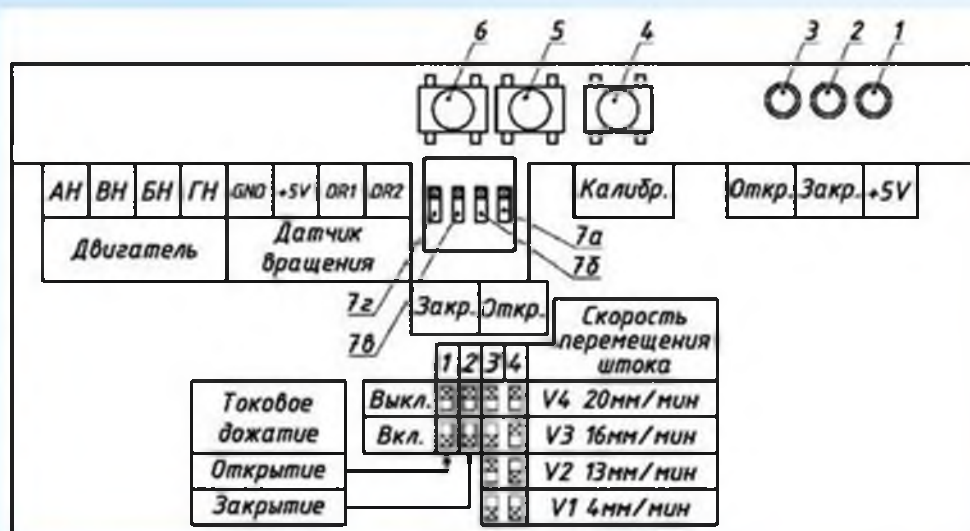 6 5 4 3 2 1
АН ВН БН ГН GND +5V DR1 DR2 Калибр. Откр. Закр. +5V
Двигатель Датчик вращения
7а
7б
7г
7в
Закр. Откр.
Скорость перемещения штока
1 2 3 4
Токовое дожатие
Выкл. V4 20мм/мин
Вкл. V3 16мм/мин
Открытие V2 13мм/мин
Закрытие V1 4мм/мин